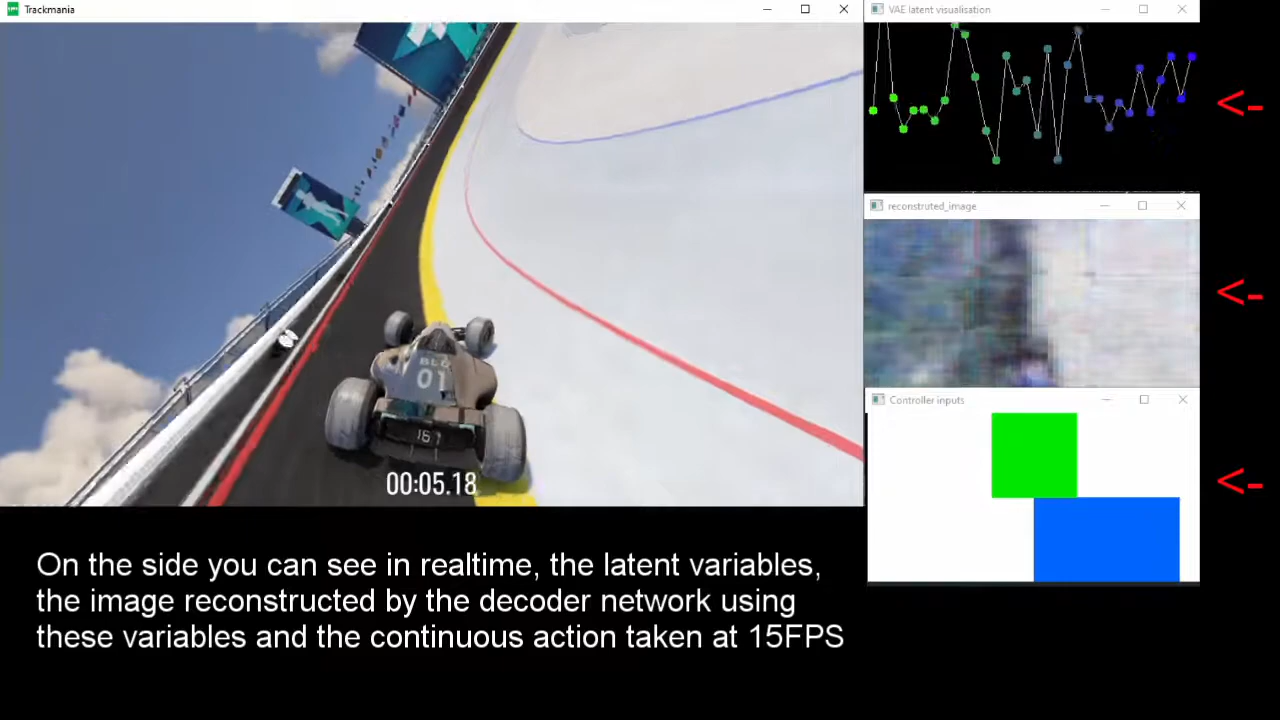 Trackmania
VAE latent visualisation
<-
reconstruted_image
<-
Controller inputs
<-
01
167
00:05.18
On the side you can see in realtime, the latent variables,
the image reconstructed by the decoder network using
these variables and the continuous action taken at 15FPS